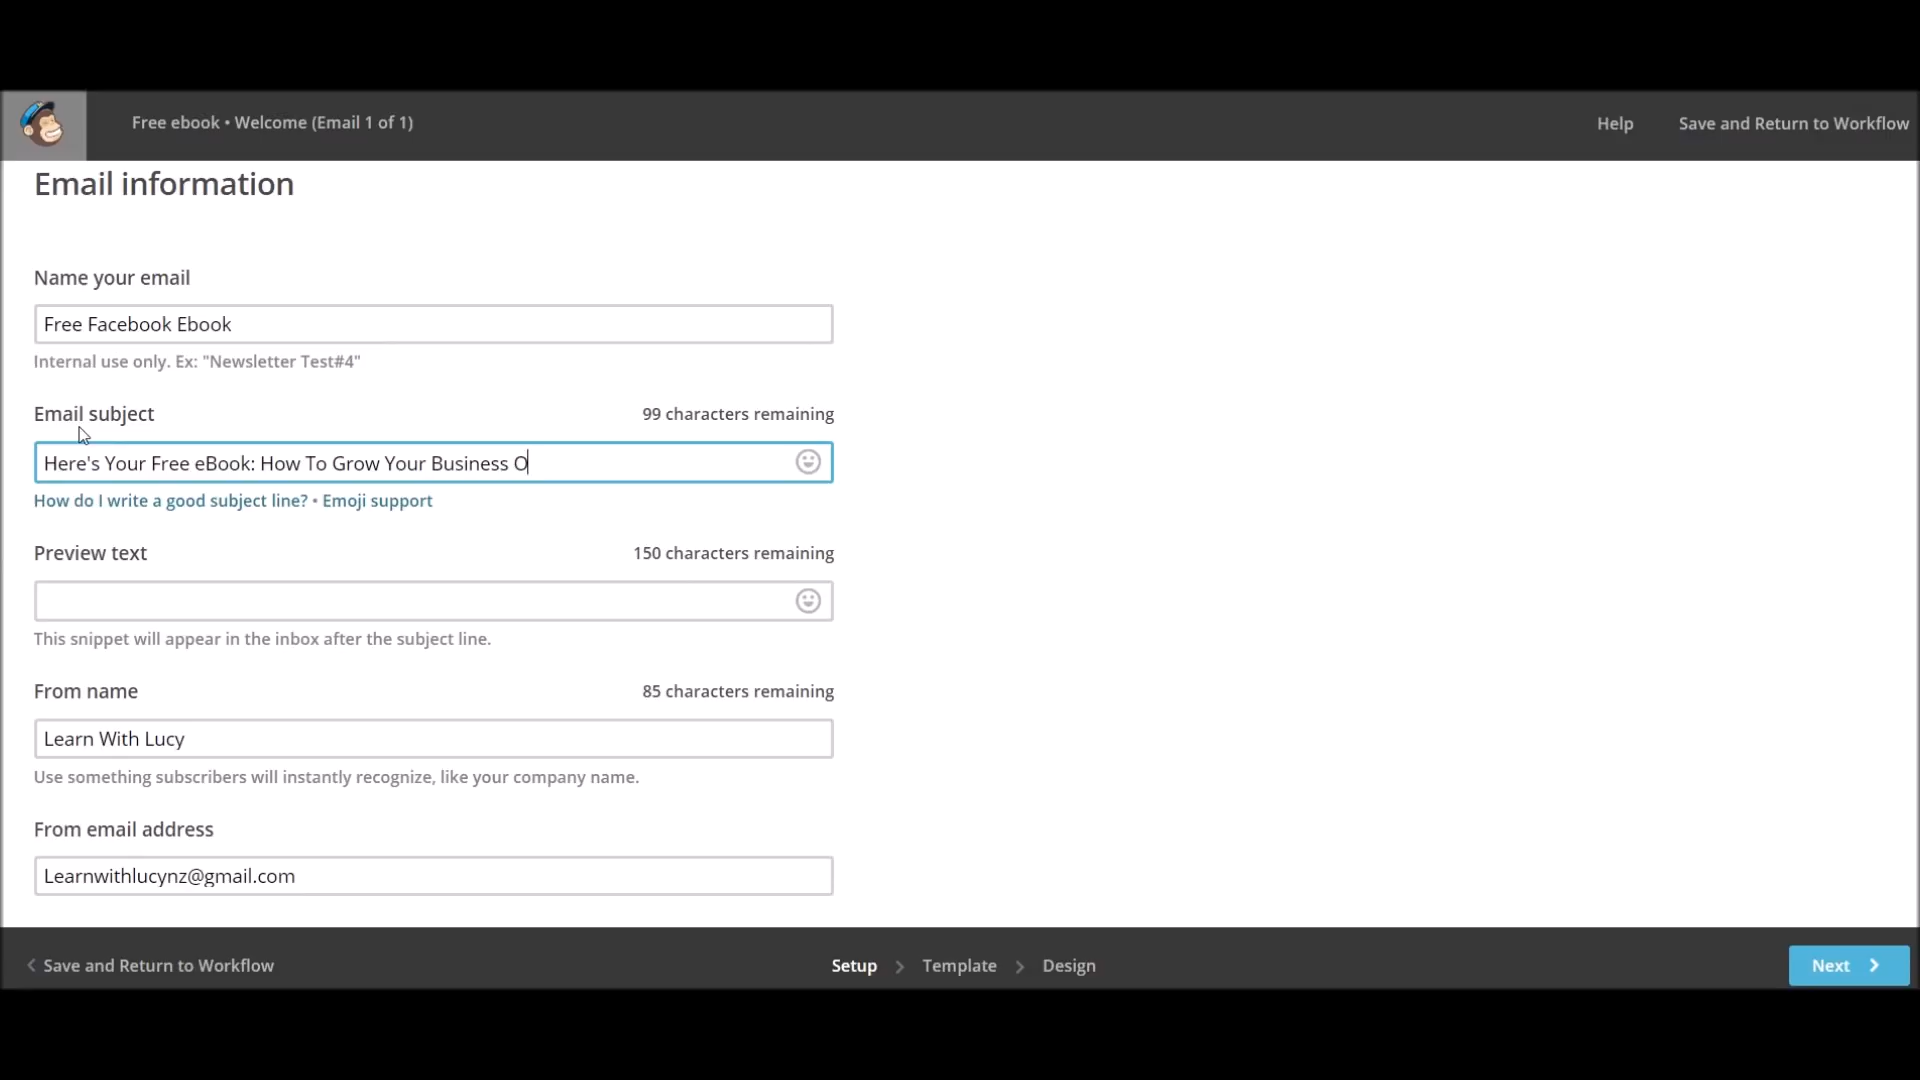 Free ebook • Welcome (Email 1 of 1)
Help
Save and Return to Workflow
Email information
Name your email
Free Facebook Ebook
Internal use only. Ex: "Newsletter Test#4"
Email subject
99 characters remaining
Here's Your Free eBook: How To Grow Your Business O
How do I write a good subject line? • Emoji support
Preview text
150 characters remaining
This snippet will appear in the inbox after the subject line.
From name
85 characters remaining
Learn With Lucy
Use something subscribers will instantly recognize, like your company name.
From email address
Learnwithlucynz@gmail.com
Save and Return to Workflow
Setup > Template > Design
Next